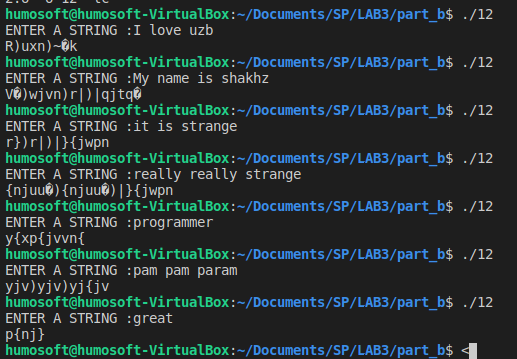 humosoft@humosoft-VirtualBox:~/Documents/SP/LAB3/part_b$ ./12
ENTER A STRING :I love uzb
R)uxn)~�k
humosoft@humosoft-VirtualBox:~/Documents/SP/LAB3/part_b$ ./12
ENTER A STRING :My name is shakhz
V�)wjvn)r|)|qjtq�
humosoft@humosoft-VirtualBox:~/Documents/SP/LAB3/part_b$ ./12
ENTER A STRING :it is strange
r})r|)|}{jwpn
humosoft@humosoft-VirtualBox:~/Documents/SP/LAB3/part_b$ ./12
ENTER A STRING :really really strange
{njuu�){njuu�)|}{jwpn
humosoft@humosoft-VirtualBox:~/Documents/SP/LAB3/part_b$ ./12
ENTER A STRING :programmer
y{xp{jvvn{
humosoft@humosoft-VirtualBox:~/Documents/SP/LAB3/part_b$ ./12
ENTER A STRING :pam pam param
yjv)yjv)yj{jv
humosoft@humosoft-VirtualBox:~/Documents/SP/LAB3/part_b$ ./12
ENTER A STRING :great
p{nj}
humosoft@humosoft-VirtualBox:~/Documents/SP/LAB3/part_b$ <